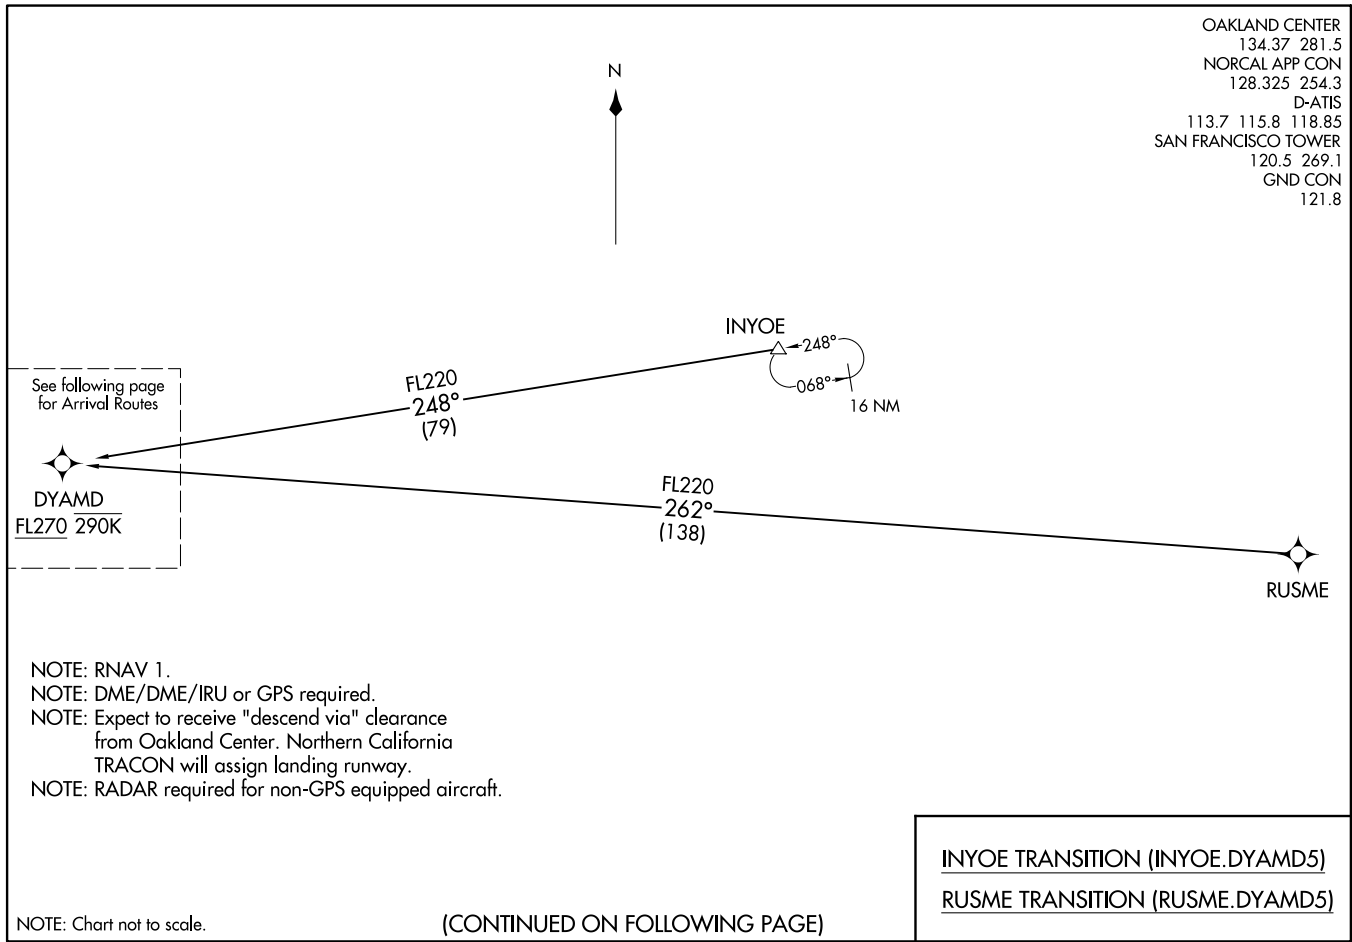 OAKLAND CENTER
134.37 281.5
NORCAL APP CON
128.325 254.3
D-ATIS
113.7 115.8 118.85
SAN FRANCISCO TOWER
120.5 269.1
GND CON
121.8
N
INYOE
248°
068°
16 NM
See following page
for Arrival Routes
FL220
248°
(79)
DYAMD
FL270 290K
FL220
262°
(138)
RUSME
NOTE: RNAV 1.
NOTE: DME/DME/IRU or GPS required.
NOTE: Expect to receive "descend via" clearance
from Oakland Center. Northern California
TRACON will assign landing runway.
NOTE: RADAR required for non-GPS equipped aircraft.
INYOE TRANSITION (INYOE.DYAMD5)
RUSME TRANSITION (RUSME.DYAMD5)
NOTE: Chart not to scale.
(CONTINUED ON FOLLOWING PAGE)